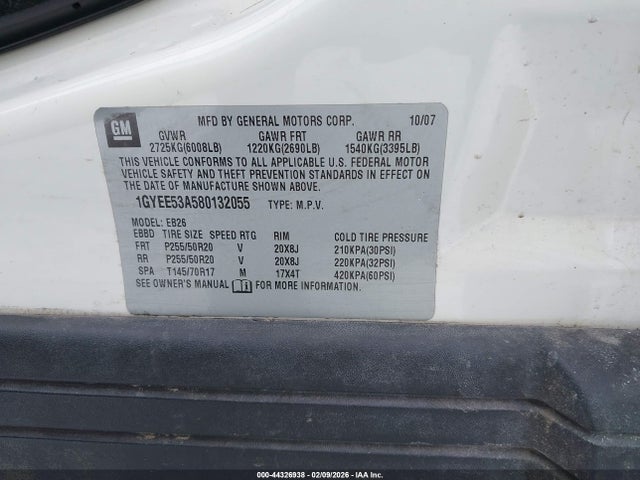 GM
MFD BY GENERAL MOTORS CORP. 10/07
GVWR GAWR FRT GAWR RR
2725KG(6008LB) 1220KG(2690LB) 1540KG(3395LB)
THIS VEHICLE CONFORMS TO ALL APPLICABLE U.S. FEDERAL MOTOR
VEHICLE SAFETY AND THEFT PREVENTION STANDARDS IN EFFECT ON
THE DATE OF MANUFACTURE SHOWN ABOVE.
1GYEE53A580132055 TYPE: M.P.V.
MODEL: EB26
EBBD TIRE SIZE SPEED RTG RIM COLD TIRE PRESSURE
FRT P255/50R20 V 20X8J 210KPA(30PSI)
RR P255/50R20 V 20X8J 220KPA(32PSI)
SPA T145/70R17 M 17X4T 420KPA(60PSI)
SEE OWNER'S MANUAL FOR MORE INFORMATION.
000-44326938 - 02/09/2026 - IAA Inc.